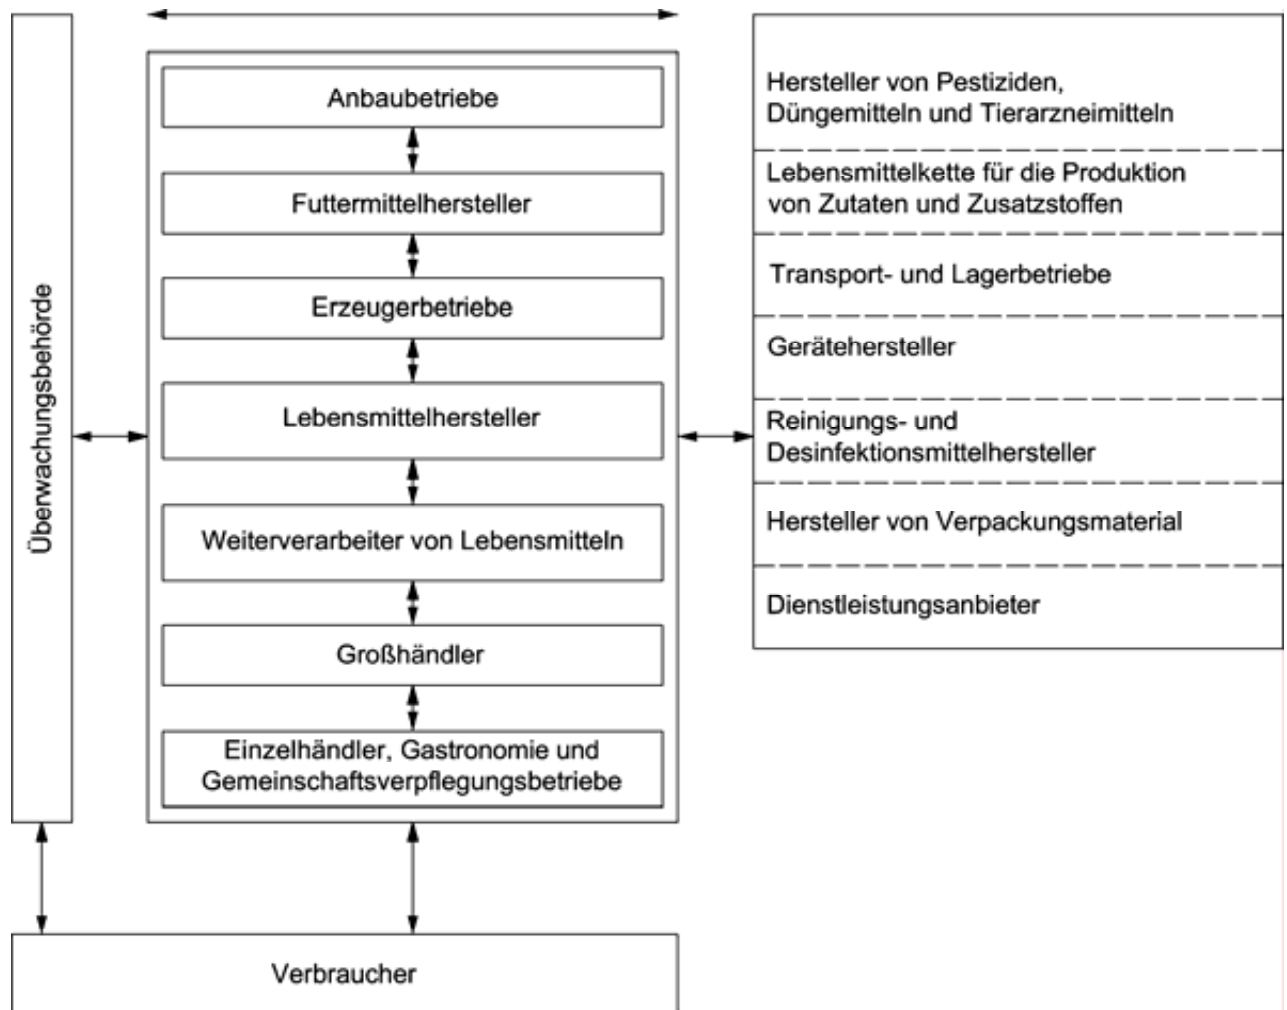 Überwachungsbehörde
Anbaubetriebe
Futtermittelhersteller
Erzeugerbetriebe
Lebensmittelhersteller
Weiterverarbeiter von Lebensmitteln
Großhändler
Einzelhändler, Gastronomie und
Gemeinschaftsverpflegungsbetriebe
Hersteller von Pestiziden,
Düngemitteln und Tierarzneimitteln
Lebensmittelkette für die Produktion
von Zutaten und Zusatzstoffen
Transport- und Lagerbetriebe
Gerätehersteller
Reinigungs- und
Desinfektionsmittelhersteller
Hersteller von Verpackungsmaterial
Dienstleistungsanbieter
Verbraucher